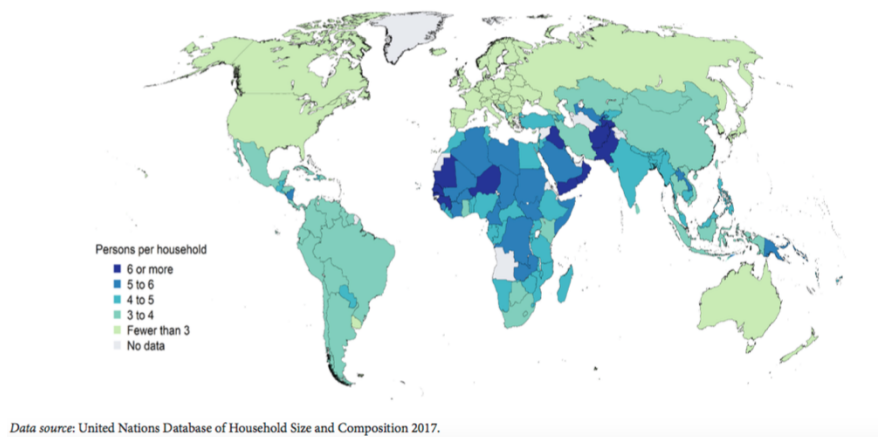 Persons per household
6 or more
5 to 6
4 to 5
3 to 4
Fewer than 3
No data
Data source: United Nations Database of Household Size and Composition 2017.